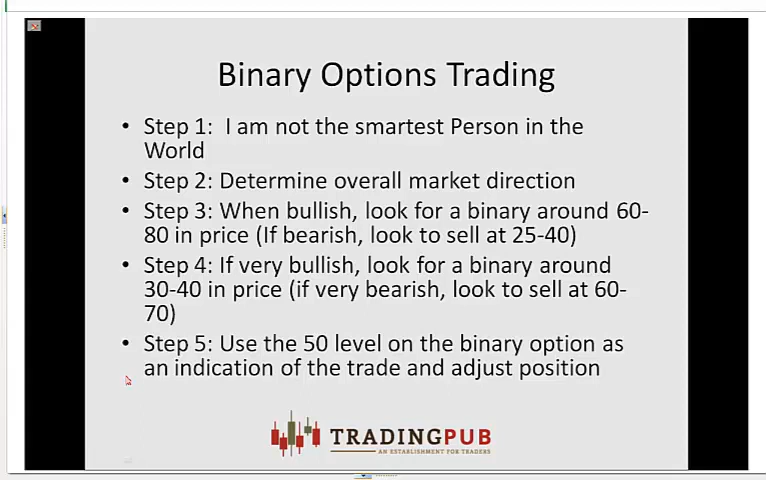 Binary Options Trading
• Step 1:  I am not the smartest Person in the
World
• Step 2: Determine overall market direction
• Step 3: When bullish, look for a binary around 60-
80 in price (If bearish, look to sell at 25-40)
• Step 4: If very bullish, look for a binary around
30-40 in price (if very bearish, look to sell at 60-
70)
• Step 5: Use the 50 level on the binary option as
an indication of the trade and adjust position
TRADINGPUB
AN ESTABLISHMENT FOR TRADERS